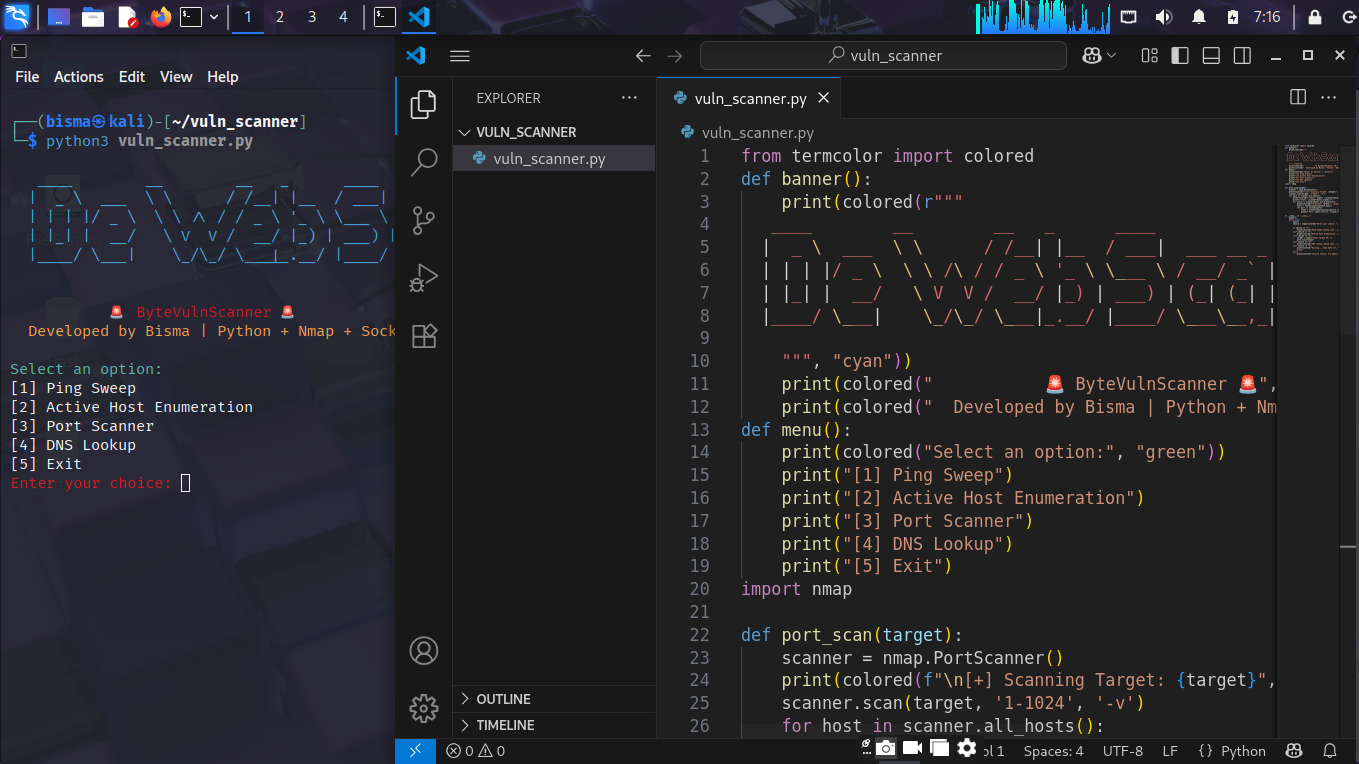 1 2 3 4
7:16
File Actions Edit View Help
(bisma㉿kali)-[~/vuln_scanner]
$ python3 vuln_scanner.py
🚨 ByteVulnScanner 🚨
Developed by Bisma | Python + Nmap + Sock
Select an option:
[1] Ping Sweep
[2] Active Host Enumeration
[3] Port Scanner
[4] DNS Lookup
[5] Exit
Enter your choice:
vuln_scanner
EXPLORER
VULN_SCANNER
vuln_scanner.py
OUTLINE
TIMELINE
vuln_scanner.py
vuln_scanner.py
1 from termcolor import colored
2 def banner():
3     print(colored(r"""
4
5
6
7
8
9
10     """, "cyan"))
11     print(colored("          🚨 ByteVulnScanner 🚨",
12     print(colored("  Developed by Bisma | Python + Nm
13 def menu():
14     print(colored("Select an option:", "green"))
15     print("[1] Ping Sweep")
16     print("[2] Active Host Enumeration")
17     print("[3] Port Scanner")
18     print("[4] DNS Lookup")
19     print("[5] Exit")
20 import nmap
21
22 def port_scan(target):
23     scanner = nmap.PortScanner()
24     print(colored(f"\n[+] Scanning Target: {target}",
25     scanner.scan(target, '1-1024', '-v')
26     for host in scanner.all_hosts():
0 0 ol 1 Spaces: 4 UTF-8 LF {} Python